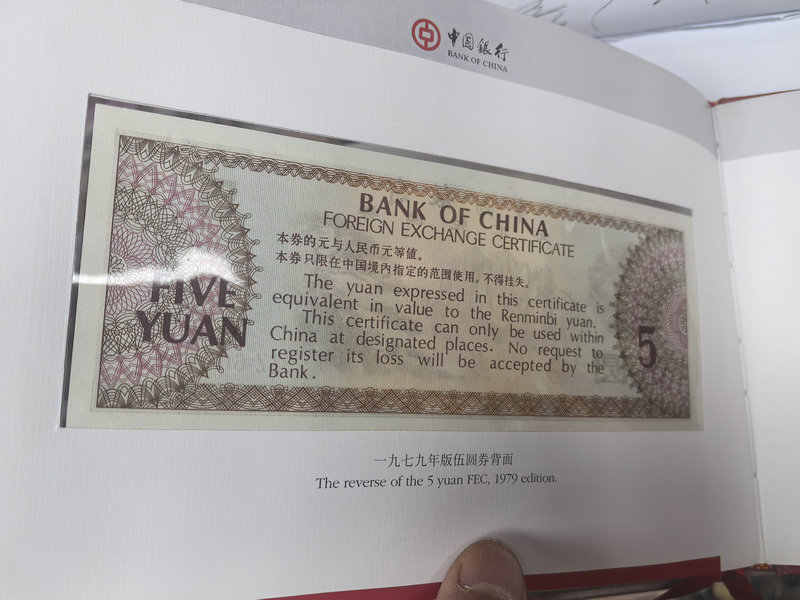 中国银行
BANK OF CHINA
BANK OF CHINA
FOREIGN EXCHANGE CERTIFICATE
本券的元与人民币元等值。
本券只限在中国境内指定的范围使用。不得挂失。
The yuan expressed in this certificate is
equivalent in value to the Renminbi yuan.
This certificate can only be used within
China at designated places. No request to
register its loss will be accepted by the
Bank.
FIVE
YUAN
5
一九七九年版伍圆券背面
The reverse of the 5 yuan FEC, 1979 edition.